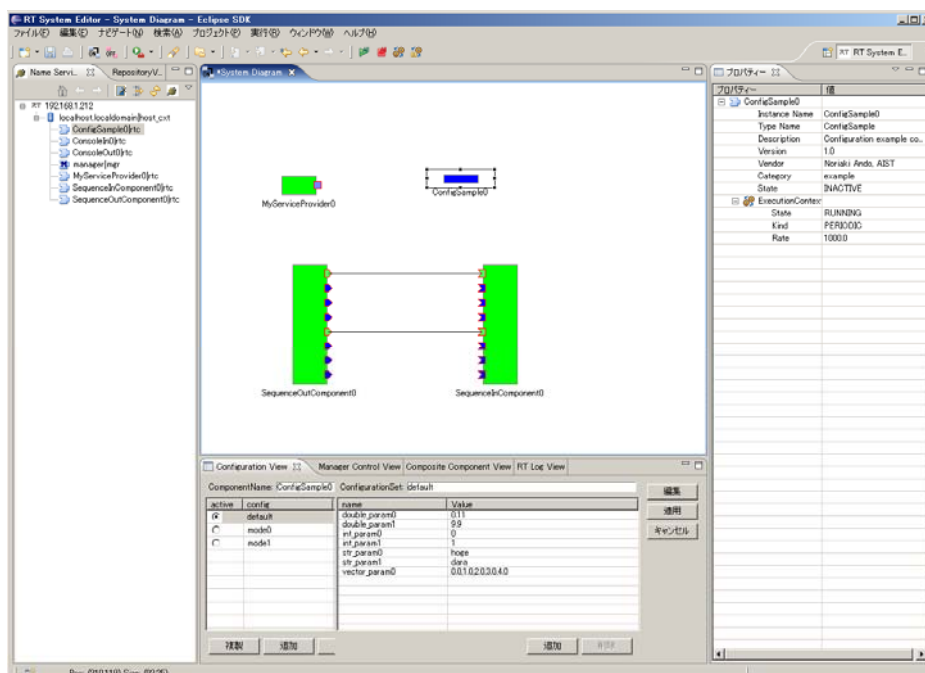 RT System Editor - System Diagram - Eclipse SDK
ファイル(F) 編集(E) ナビゲート(N) 検索(A) プロジェクト(P) 実行(R) ウィンドウ(W) ヘルプ(H)
RT System E..
Name Servi..
RepositoryV..
192.168.1.212
localhost.localdomain|host_cxt
ConfigSample0|rtc
ConsoleIn0|rtc
ConsoleOut0|rtc
manager|mgr
MyServiceProvider0|rtc
SequenceInComponent0|rtc
SequenceOutComponent0|rtc
*System Diagram
MyServiceProvider0
ConfigSample0
SequenceOutComponent0
SequenceInComponent0
プロパティー
プロパティー 値
ConfigSample0
Instance Name ConfigSample0
Type Name ConfigSample
Description Configuration example co..
Version 1.0
Vendor Noriaki Ando, AIST
Category example
State INACTIVE
ExecutionContex
State RUNNING
Kind PERIODIC
Rate 1000.0
Configuration View Manager Control View Composite Component View RT Log View
ComponentName: ConfigSample0 ConfigurationSet: default
active config
default
mode0
mode1
name Value
double_param0 0.11
double_param1 9.9
int_param0 0
int_param1 1
str_param0 hoge
str_param1 dara
vector_param0 0.0,1.0,2.0,3.0,4.0
編集
適用
キャンセル
複製 追加
追加 削除